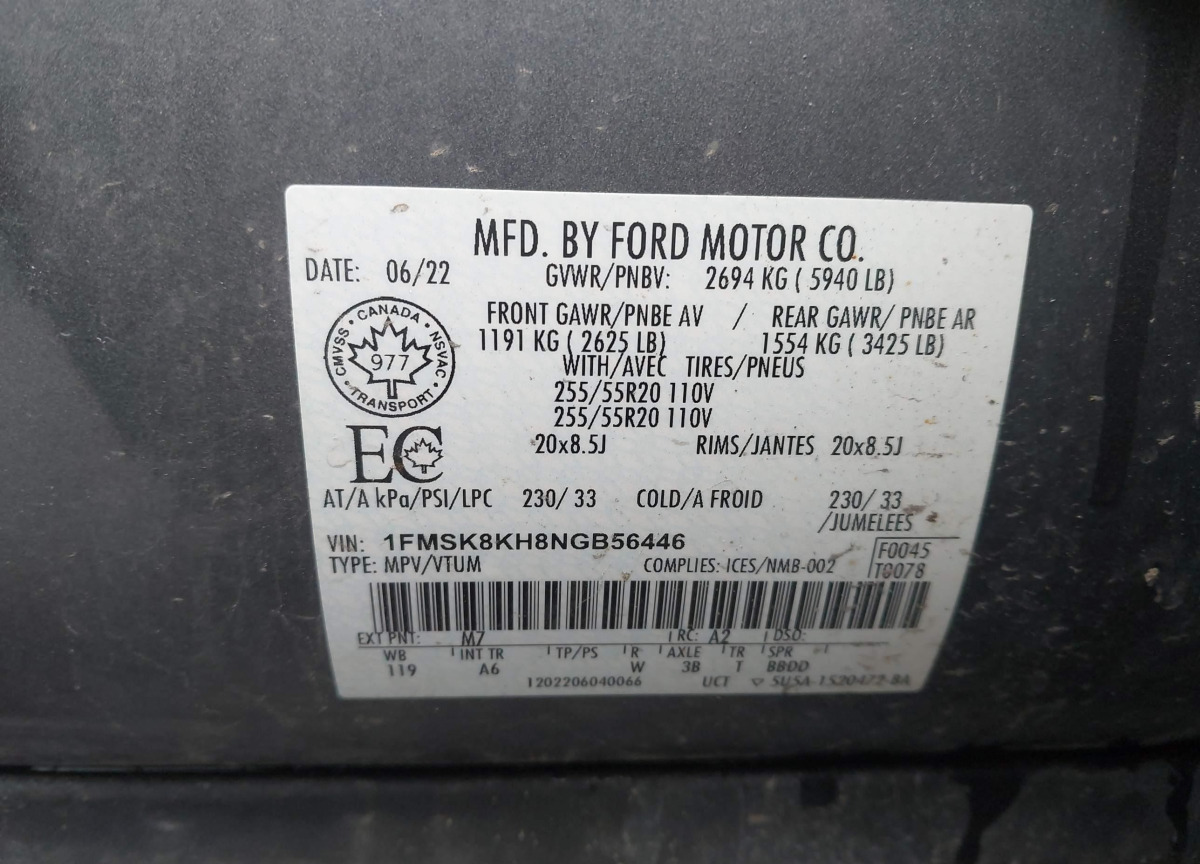 MFD. BY FORD MOTOR CO.
DATE: 06/22 GVWR/PNBV: 2694 KG ( 5940 LB)
FRONT GAWR/PNBE AV / REAR GAWR/ PNBE AR
1191 KG ( 2625 LB) 1554 KG ( 3425 LB)
WITH/AVEC TIRES/PNEUS
255/55R20 110V
255/55R20 110V
20x8.5J RIMS/JANTES 20x8.5J
CANADA • NSVAC • TRANSPORT • CMVSS •
977
EC
AT/A kPa/PSI/LPC 230/ 33 COLD/A FROID 230/ 33
/JUMELEES
VIN: 1FMSK8KH8NGB56446 F0045
TYPE: MPV/VTUM COMPLIES: ICES/NMB-002 T0078
EXT PNT: M7 RC: A2 DSO:
WB INT TR TP/PS R AXLE TR SPR
119 A6 W 3B T BBDD
1202206040066 UCT 5U5A-1520472-BA